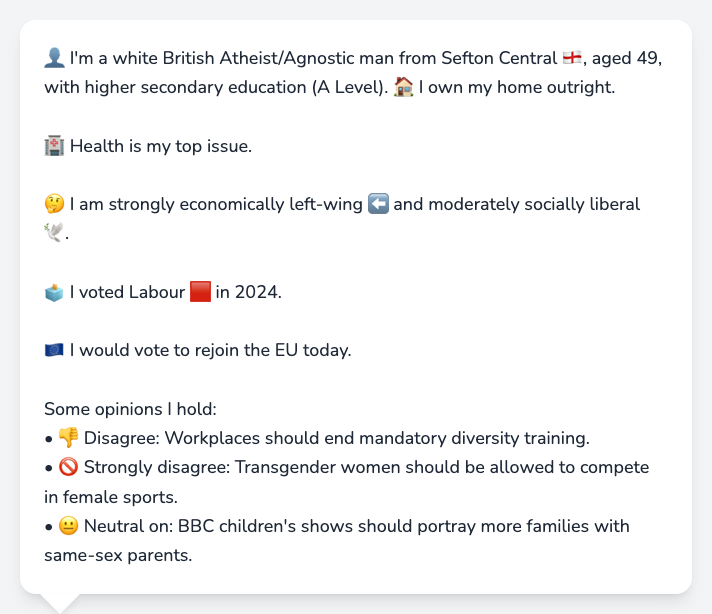 👤 I'm a white British Atheist/Agnostic man from Sefton Central 🏴󠁧󠁢󠁥󠁮󠁧󠁿, aged 49,
with higher secondary education (A Level). 🏠 I own my home outright.
🏥 Health is my top issue.
🤔 I am strongly economically left-wing ⬅️ and moderately socially liberal
🕊️.
🗳️ I voted Labour 🟥 in 2024.
🇪🇺 I would vote to rejoin the EU today.
Some opinions I hold:
• 👎 Disagree: Workplaces should end mandatory diversity training.
• 🚫 Strongly disagree: Transgender women should be allowed to compete
in female sports.
• 😐 Neutral on: BBC children's shows should portray more families with
same-sex parents.